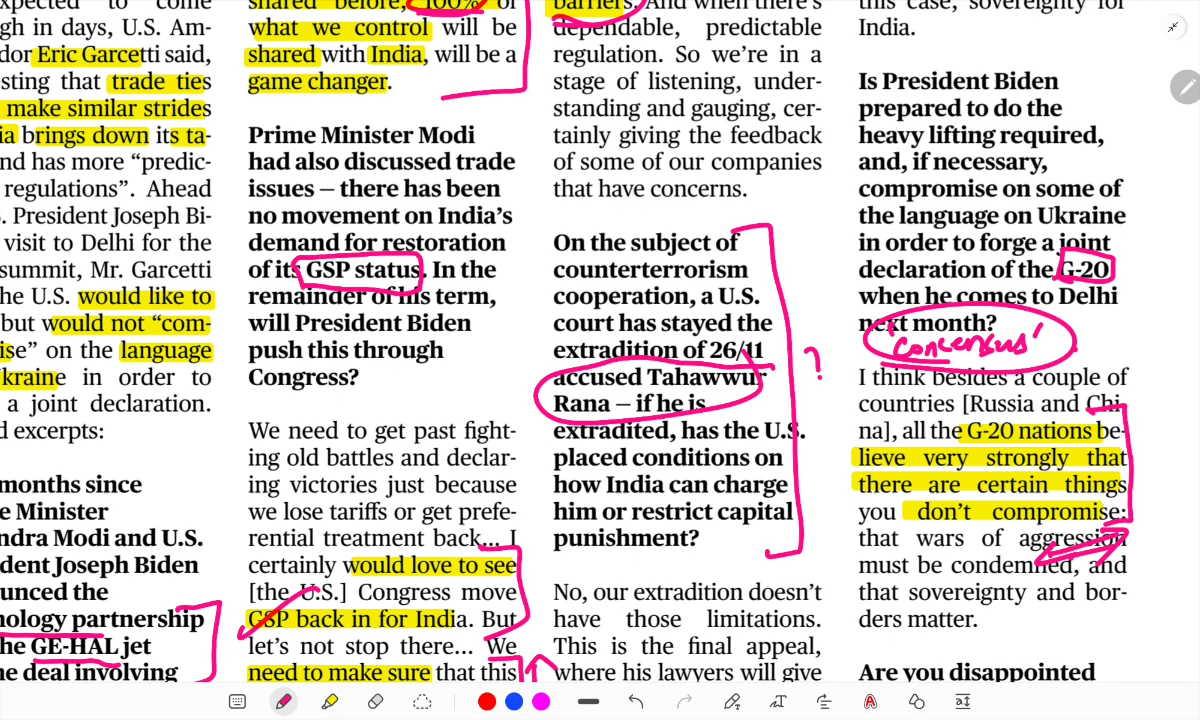 xpected to come
gh in days, U.S. Am-
dor Eric Garcetti said,
sting that trade ties
make similar strides
ia brings down its ta-
nd has more “predic-
regulations”. Ahead
s. President Joseph Bi-
visit to Delhi for the
summit, Mr. Garcetti
he U.S. would like to
but would not “com-
ise” on the language
kraine in order to
a joint declaration.
d excerpts:
months since
e Minister
ndra Modi and U.S.
dent Joseph Biden
unced the
nology partnership
he GE-HAL jet
ne deal involving
shared before, 100% of
what we control will be
shared with India, will be a
game changer.
Prime Minister Modi
had also discussed trade
issues — there has been
no movement on India’s
demand for restoration
of its GSP status. In the
remainder of his term,
will President Biden
push this through
Congress?
We need to get past fight-
ing old battles and declar-
ing victories just because
we lose tariffs or get prefe-
rential treatment back... I
certainly would love to see
[the U.S.] Congress move
GSP back in for India. But
let’s not stop there... We
need to make sure that this
barriers. And when there’s
dependable, predictable
regulation. So we’re in a
stage of listening, under-
standing and gauging, cer-
tainly giving the feedback
of some of our companies
that have concerns.
On the subject of
counterterrorism
cooperation, a U.S.
court has stayed the
extradition of 26/11
accused Tahawwur
Rana — if he is
extradited, has the U.S.
placed conditions on
how India can charge
him or restrict capital
punishment?
?
No, our extradition doesn’t
have those limitations.
This is the final appeal,
where his lawyers will give
this case, sovereignty for
India.
Is President Biden
prepared to do the
heavy lifting required,
and, if necessary,
compromise on some of
the language on Ukraine
in order to forge a joint
declaration of the G-20
when he comes to Delhi
next month?
'concensus'
I think besides a couple of
countries [Russia and Chi-
na], all the G-20 nations be-
lieve very strongly that
there are certain things
you don’t compromise:
that wars of aggression
must be condemned, and
that sovereignty and bor-
ders matter.
Are you disappointed